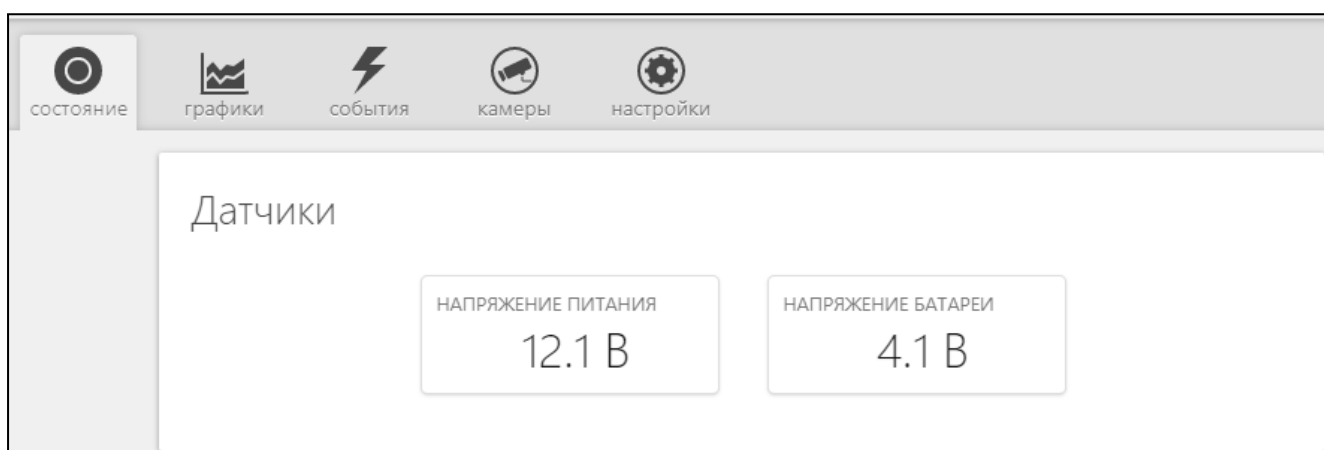 состояние графики события камеры настройки
Датчики
НАПРЯЖЕНИЕ ПИТАНИЯ НАПРЯЖЕНИЕ БАТАРЕИ
12.1 В 4.1 В